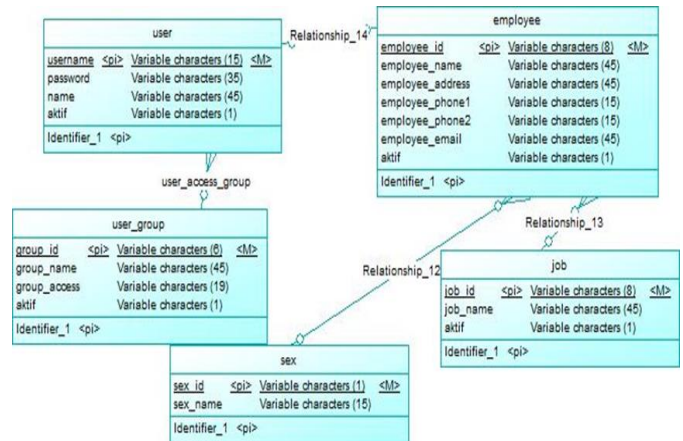 user
username <pi> Variable characters (15) <M>
password Variable characters (35)
name Variable characters (45)
aktif Variable characters (1)
Identifier_1 <pi>
Relationship_14
employee
employee_id <pi> Variable characters (8) <M>
employee_name Variable characters (45)
employee_address Variable characters (45)
employee_phone1 Variable characters (15)
employee_phone2 Variable characters (15)
employee_email Variable characters (45)
aktif Variable characters (1)
Identifier_1 <pi>
user_access_group
user_group
group_id <pi> Variable characters (6) <M>
group_name Variable characters (45)
group_access Variable characters (19)
aktif Variable characters (1)
Identifier_1 <pi>
Relationship_13
Relationship_12
job
job_id <pi> Variable characters (8) <M>
job_name Variable characters (45)
aktif Variable characters (1)
Identifier_1 <pi>
sex
sex_id <pi> Variable characters (1) <M>
sex_name Variable characters (15)
Identifier_1 <pi>